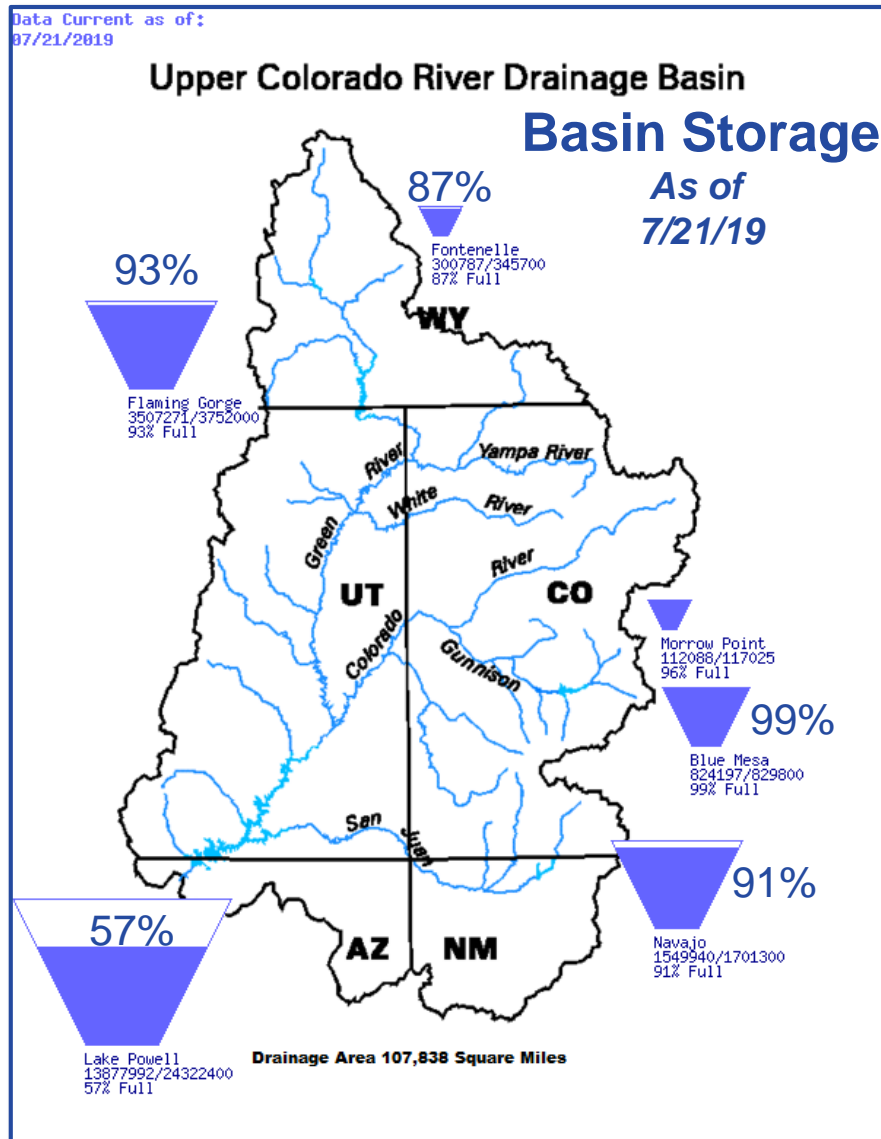 Data Current as of:
07/21/2019
Upper Colorado River Drainage Basin
Basin Storage
As of
7/21/19
87%
Fontenelle
300787/345700
87% Full
93%
Flaming Gorge
3507271/3752000
93% Full
WY
Yampa River
Green River
White River
River
UT
CO
Colorado
Gunnison
Morrow Point
112088/117025
96% Full
99%
Blue Mesa
824197/829800
99% Full
San Juan
91%
Navajo
1549940/1701300
91% Full
57%
Lake Powell
13877992/24322400
57% Full
AZ
NM
Drainage Area 107,838 Square Miles